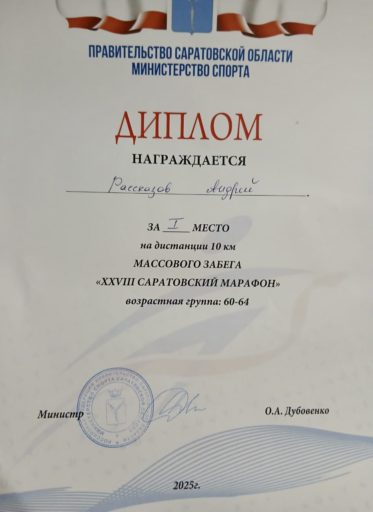 ПРАВИТЕЛЬСТВО САРАТОВСКОЙ ОБЛАСТИ
МИНИСТЕРСТВО СПОРТА
ДИПЛОМ
НАГРАЖДАЕТСЯ
Рассказов Андрей
ЗА I МЕСТО
на дистанции 10 км
МАССОВОГО ЗАБЕГА
«XXVIII САРАТОВСКИЙ МАРАФОН»
возрастная группа: 60-64
Министр О.А. Дубовенко
2025г.